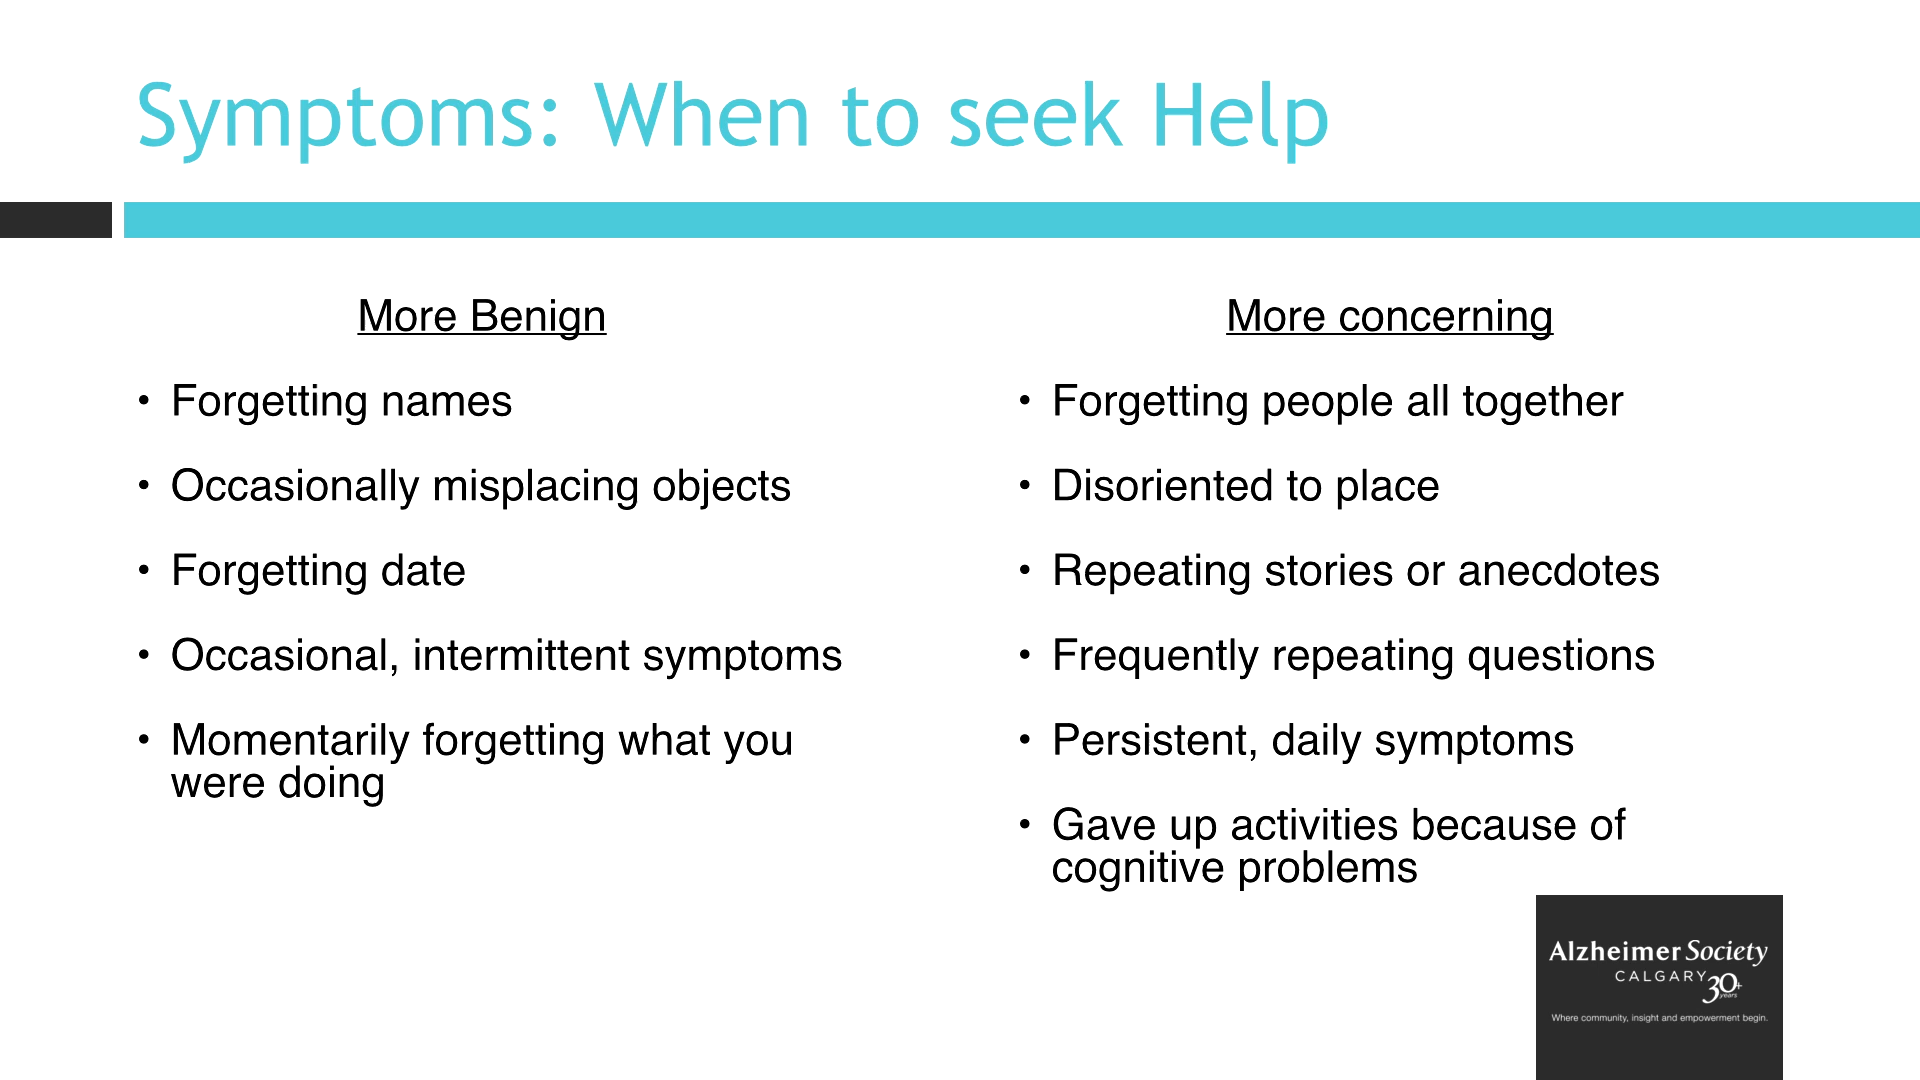 Symptoms: When to seek Help
More Benign
• Forgetting names
• Occasionally misplacing objects
• Forgetting date
• Occasional, intermittent symptoms
• Momentarily forgetting what you
were doing
More concerning
• Forgetting people all together
• Disoriented to place
• Repeating stories or anecdotes
• Frequently repeating questions
• Persistent, daily symptoms
• Gave up activities because of
cognitive problems
Alzheimer Society
CALGARY 30+
years
Where community, insight and empowerment begin.